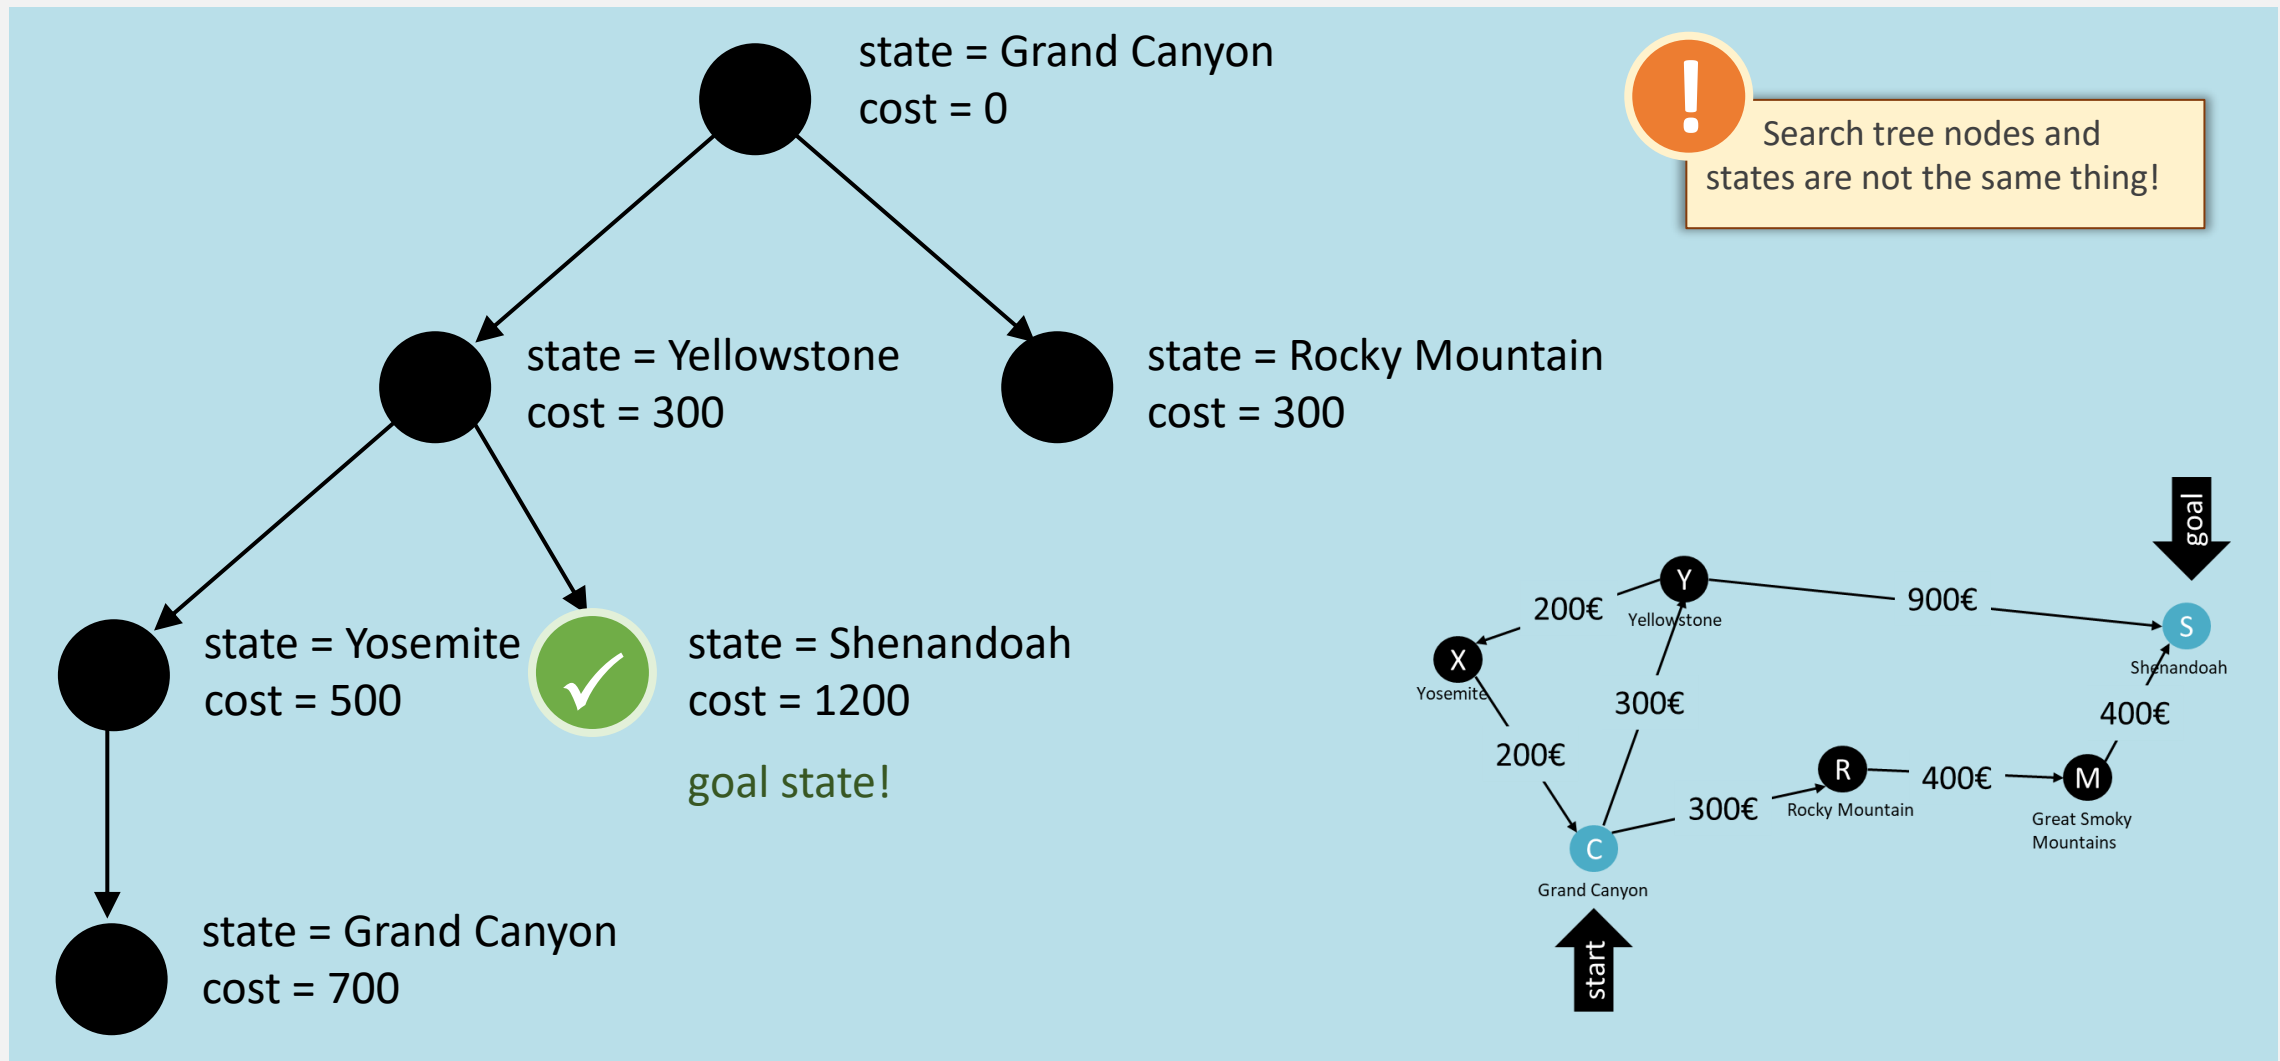 state = Grand Canyon
cost = 0
!
Search tree nodes and
states are not the same thing!
state = Yellowstone
cost = 300
state = Rocky Mountain
cost = 300
state = Yosemite
cost = 500
state = Shenandoah
cost = 1200
goal state!
state = Grand Canyon
cost = 700
goal
Y
Yellowstone
200€
900€
S
Shenandoah
X
Yosemite
300€
400€
200€
R
Rocky Mountain
400€
M
Great Smoky
Mountains
300€
C
Grand Canyon
start